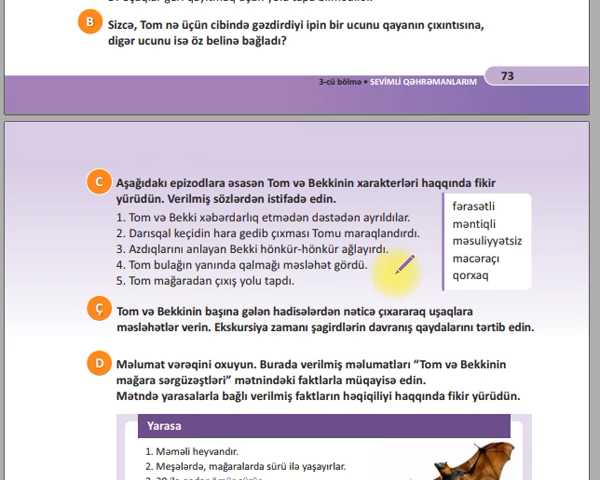 B
Sizcə, Tom nə üçün cibində gəzdirdiyi ipin bir ucunu qayanın çıxıntısına,
digər ucunu isə öz belinə bağladı?
3-cü bölmə • SEVİMLİ QƏHRƏMANLARIM
73
C
Aşağıdakı epizodlara əsasən Tom və Bekkinin xarakterləri haqqında fikir
yürüdün. Verilmiş sözlərdən istifadə edin.
1. Tom və Bekki xəbərdarlıq etmədən dəstədən ayrıldılar.
2. Darısqal keçidin hara gedib çıxması Tomu maraqlandırdı.
3. Azdıqlarını anlayan Bekki hönkür-hönkür ağlayırdı.
4. Tom bulağın yanında qalmağı məsləhət gördü.
5. Tom mağaradan çıxış yolu tapdı.
fərasətli
məntiqli
məsuliyyətsiz
macəraçı
qorxaq
Ç
Tom və Bekkinin başına gələn hadisələrdən nəticə çıxararaq uşaqlara
məsləhətlər verin. Ekskursiya zamanı şagirdlərin davranış qaydalarını tərtib edin.
D
Məlumat vərəqini oxuyun. Burada verilmiş məlumatları “Tom və Bekkinin
mağara sərgüzəştləri” mətnindəki faktlarla müqayisə edin.
Mətndə yarasalarla bağlı verilmiş faktların həqiqiliyi haqqında fikir yürüdün.
Yarasa
1. Məməli heyvandır.
2. Meşələrdə, mağaralarda sürü ilə yaşayırlar.